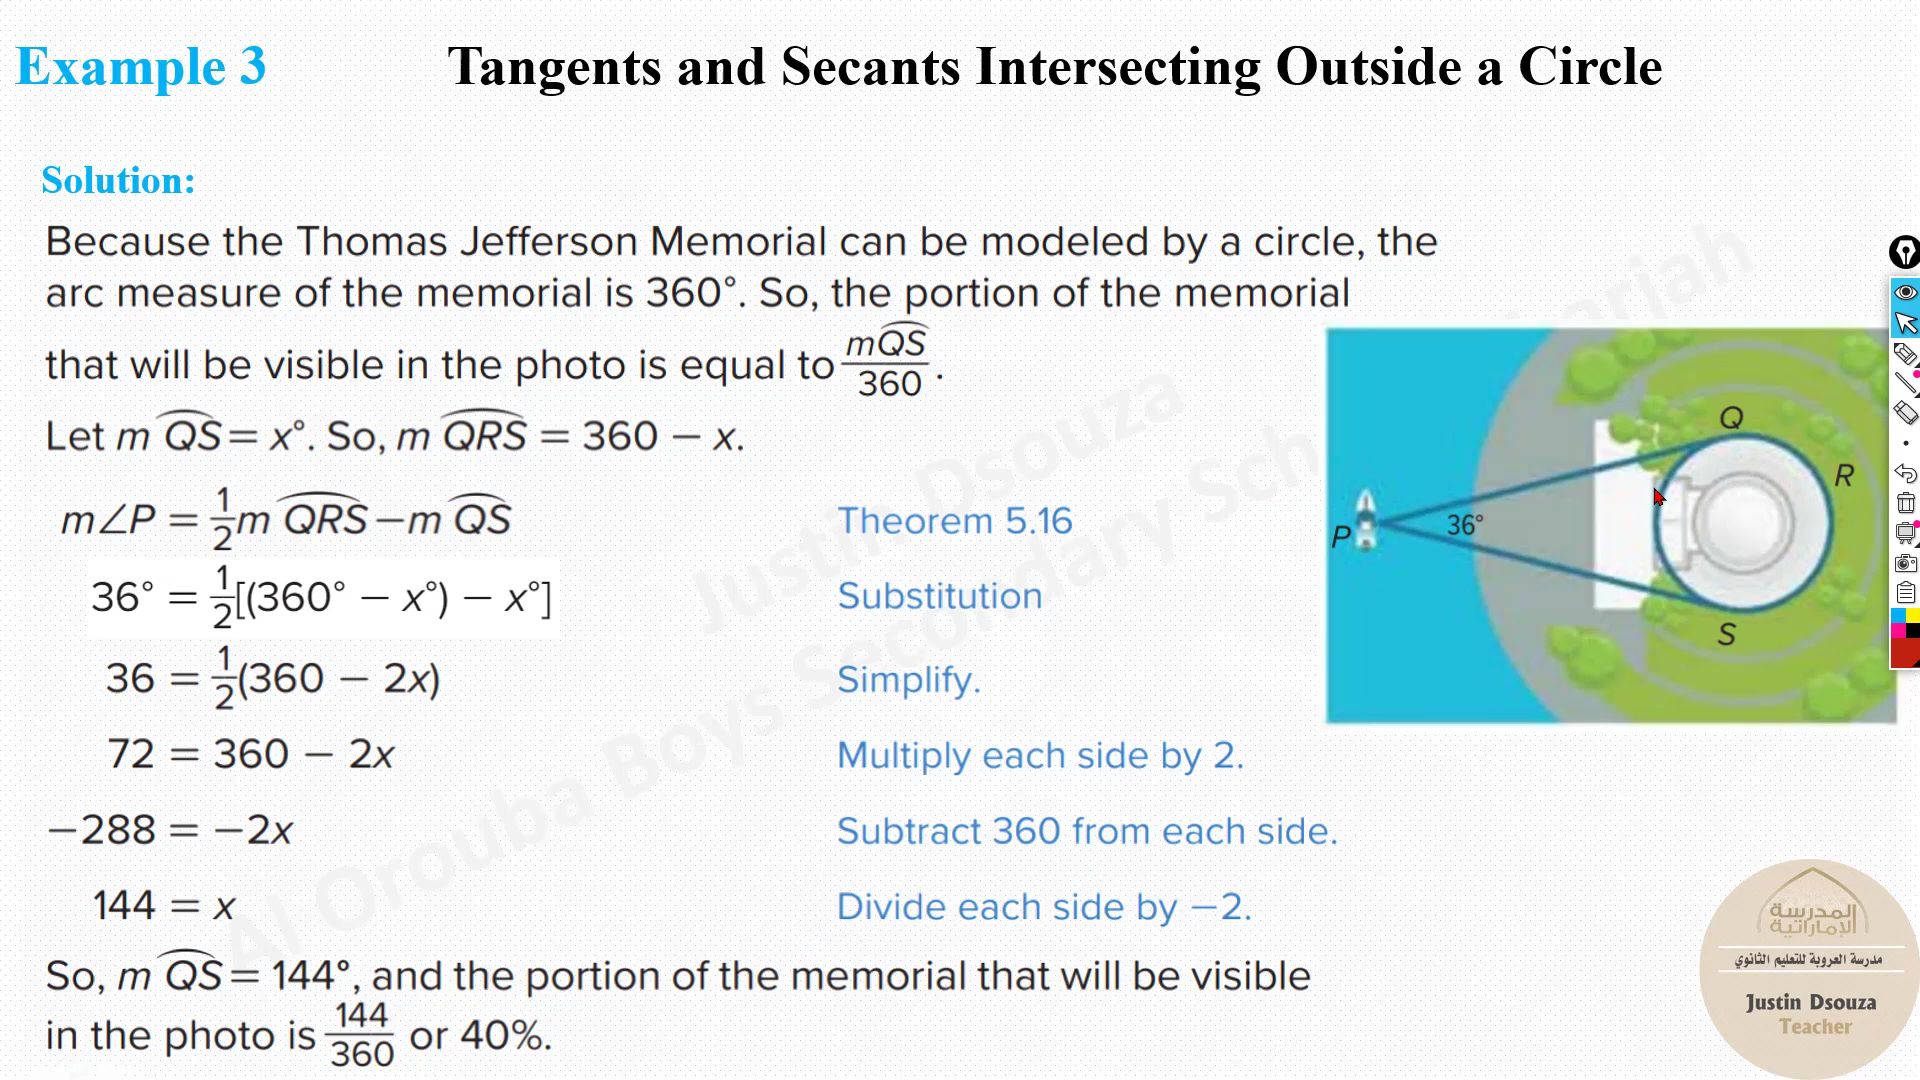 Example 3
Tangents and Secants Intersecting Outside a Circle
Solution:
Because the Thomas Jefferson Memorial can be modeled by a circle, the
arc measure of the memorial is 360°. So, the portion of the memorial
that will be visible in the photo is equal to mQS/360.
Let m QS = x°. So, m QRS = 360 − x.
m∠P = 1/2 m QRS − m QS Theorem 5.16
36° = 1/2[(360° − x°) − x°] Substitution
36 = 1/2(360 − 2x) Simplify.
72 = 360 − 2x Multiply each side by 2.
−288 = −2x Subtract 360 from each side.
144 = x Divide each side by −2.
So, m QS = 144°, and the portion of the memorial that will be visible
in the photo is 144/360 or 40%.
Q
R
P
36°
S
Justin Dsouza
Al Orouba Boys Secondary Sch
المدرسة
الإماراتية
مدرسة العروبة للتعليم الثانوي
Justin Dsouza
Teacher